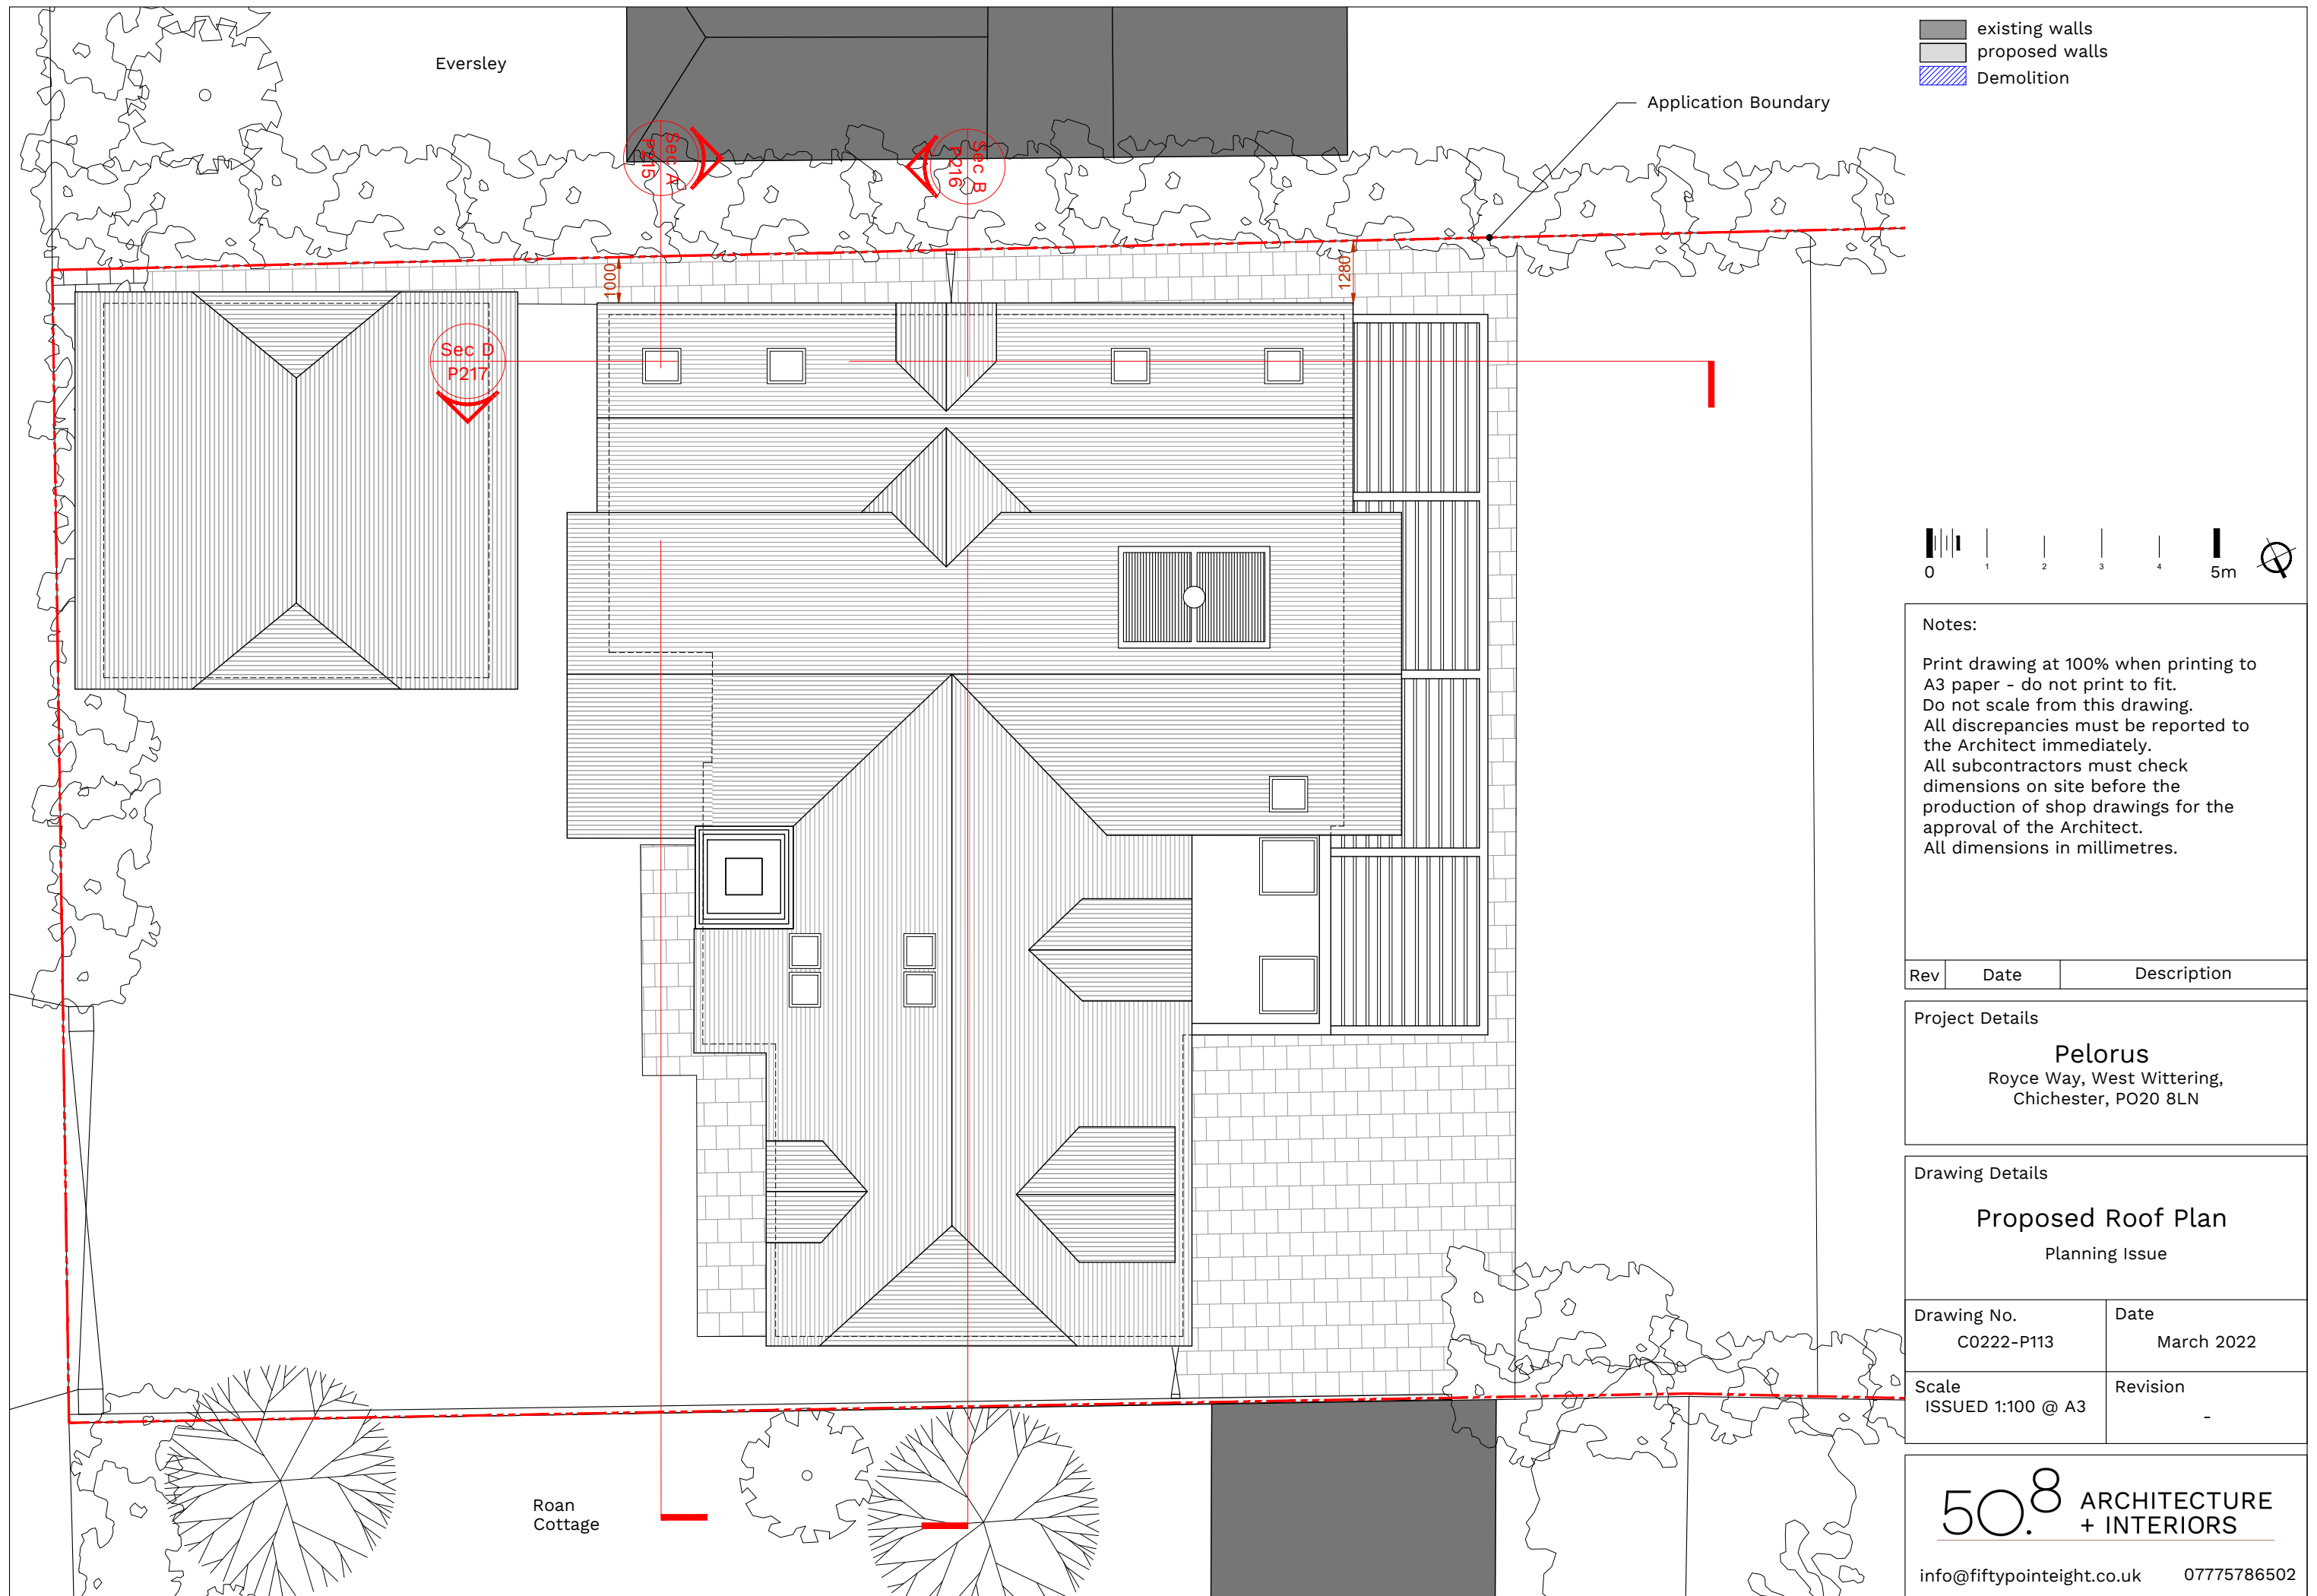 Eversley
existing walls
proposed walls
Demolition
Application Boundary
Sec A
P215
Sec B
P216
1000
1280
Sec D
P217
0
1
2
3
4
5m
Notes:
Print drawing at 100% when printing to
A3 paper - do not print to fit.
Do not scale from this drawing.
All discrepancies must be reported to
the Architect immediately.
All subcontractors must check
dimensions on site before the
production of shop drawings for the
approval of the Architect.
All dimensions in millimetres.
Rev Date Description
Project Details
Pelorus
Royce Way, West Wittering,
Chichester, PO20 8LN
Drawing Details
Proposed Roof Plan
Planning Issue
Drawing No.
C0222-P113
Date
March 2022
Scale
ISSUED 1:100 @ A3
Revision
-
Roan
Cottage
50.8 ARCHITECTURE
+ INTERIORS
info@fiftypointeight.co.uk 07775786502